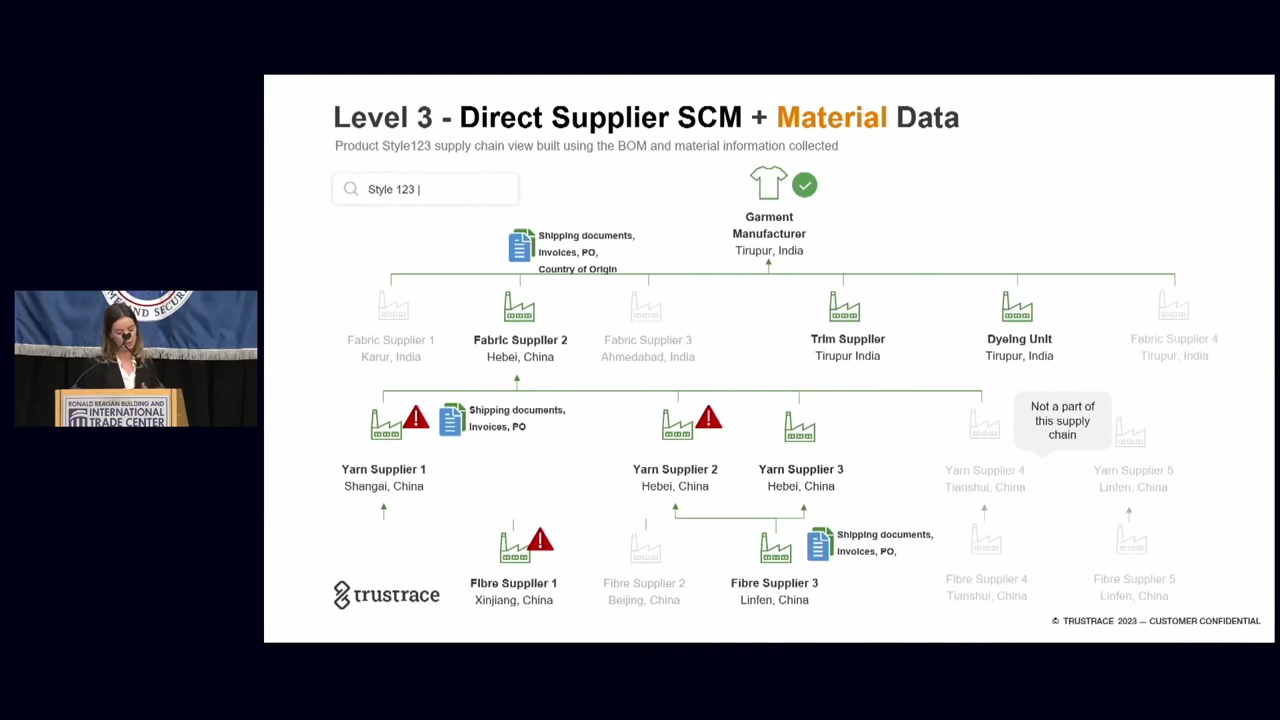 Level 3 - Direct Supplier SCM + Material Data
Product Style123 supply chain view built using the BOM and material information collected
Style 123 |
Garment
Manufacturer
Tirupur, India
Shipping documents,
Invoices, PO,
Country of Origin
Fabric Supplier 1
Karur, India
Fabric Supplier 2
Hebei, China
Fabric Supplier 3
Ahmedabad, India
Trim Supplier
Tirupur India
Dyeing Unit
Tirupur, India
Fabric Supplier 4
Tirupur, India
Shipping documents,
Invoices, PO
Not a part of
this supply
chain
Yarn Supplier 1
Shangai, China
Yarn Supplier 2
Hebei, China
Yarn Supplier 3
Hebei, China
Yarn Supplier 4
Tianshui, China
Yarn Supplier 5
Linfen, China
Shipping documents,
Invoices, PO,
Fibre Supplier 1
Xinjiang, China
Fibre Supplier 2
Beijing, China
Fibre Supplier 3
Linfen, China
Fibre Supplier 4
Tianshui, China
Fibre Supplier 5
Linfen, China
trustrace
© TRUSTRACE 2023 — CUSTOMER CONFIDENTIAL
RONALD REAGAN BUILDING AND
INTERNATIONAL
TRADE CENTER